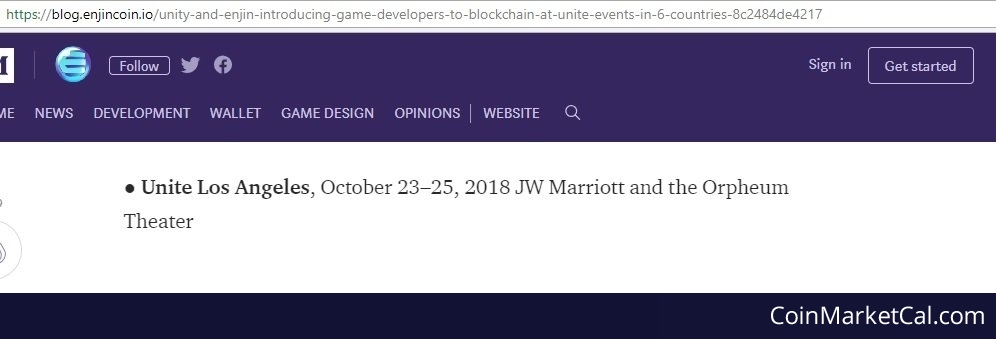 https://blog.enjincoin.io/unity-and-enjin-introducing-game-developers-to-blockchain-at-unite-events-in-6-countries-8c2484de4217
Follow
Sign in
Get started
ME NEWS DEVELOPMENT WALLET GAME DESIGN OPINIONS WEBSITE
● Unite Los Angeles, October 23–25, 2018 JW Marriott and the Orpheum
Theater
CoinMarketCal.com